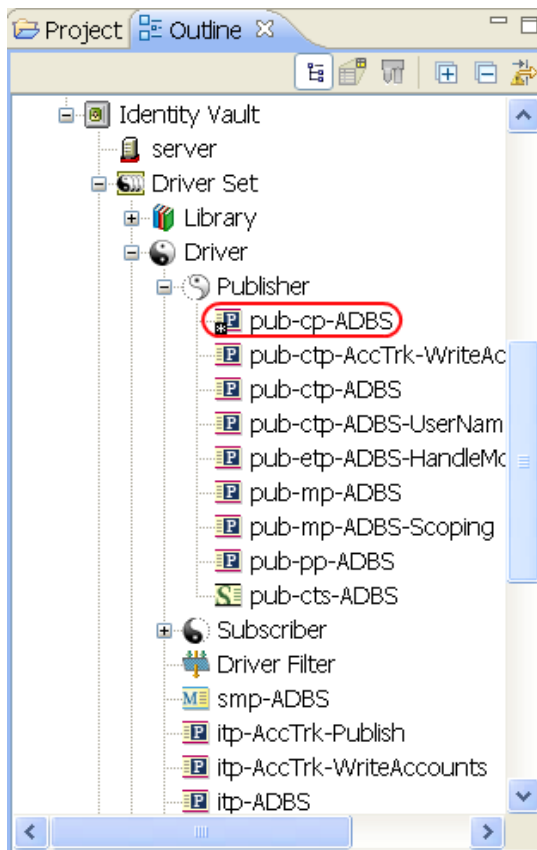 Project Outline
Identity Vault
server
Driver Set
Library
Driver
Publisher
pub-cp-ADBS
pub-ctp-AccTrk-WriteAc
pub-ctp-ADBS
pub-ctp-ADBS-UserNam
pub-etp-ADBS-HandleMo
pub-mp-ADBS
pub-mp-ADBS-Scoping
pub-pp-ADBS
pub-cts-ADBS
Subscriber
Driver Filter
smp-ADBS
itp-AccTrk-Publish
itp-AccTrk-WriteAccounts
itp-ADBS